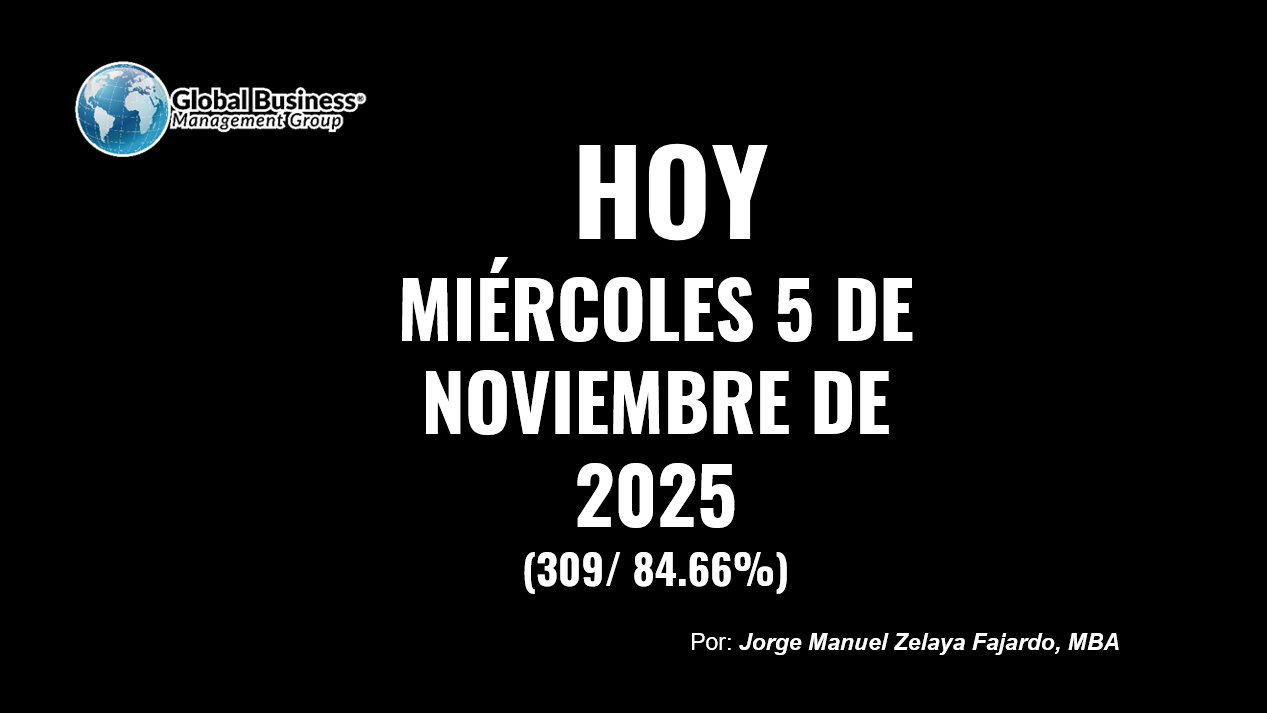 Global Business®
Management Group
HOY
MIÉRCOLES 5 DE
NOVIEMBRE DE
2025
(309/ 84.66%)
Por: Jorge Manuel Zelaya Fajardo, MBA